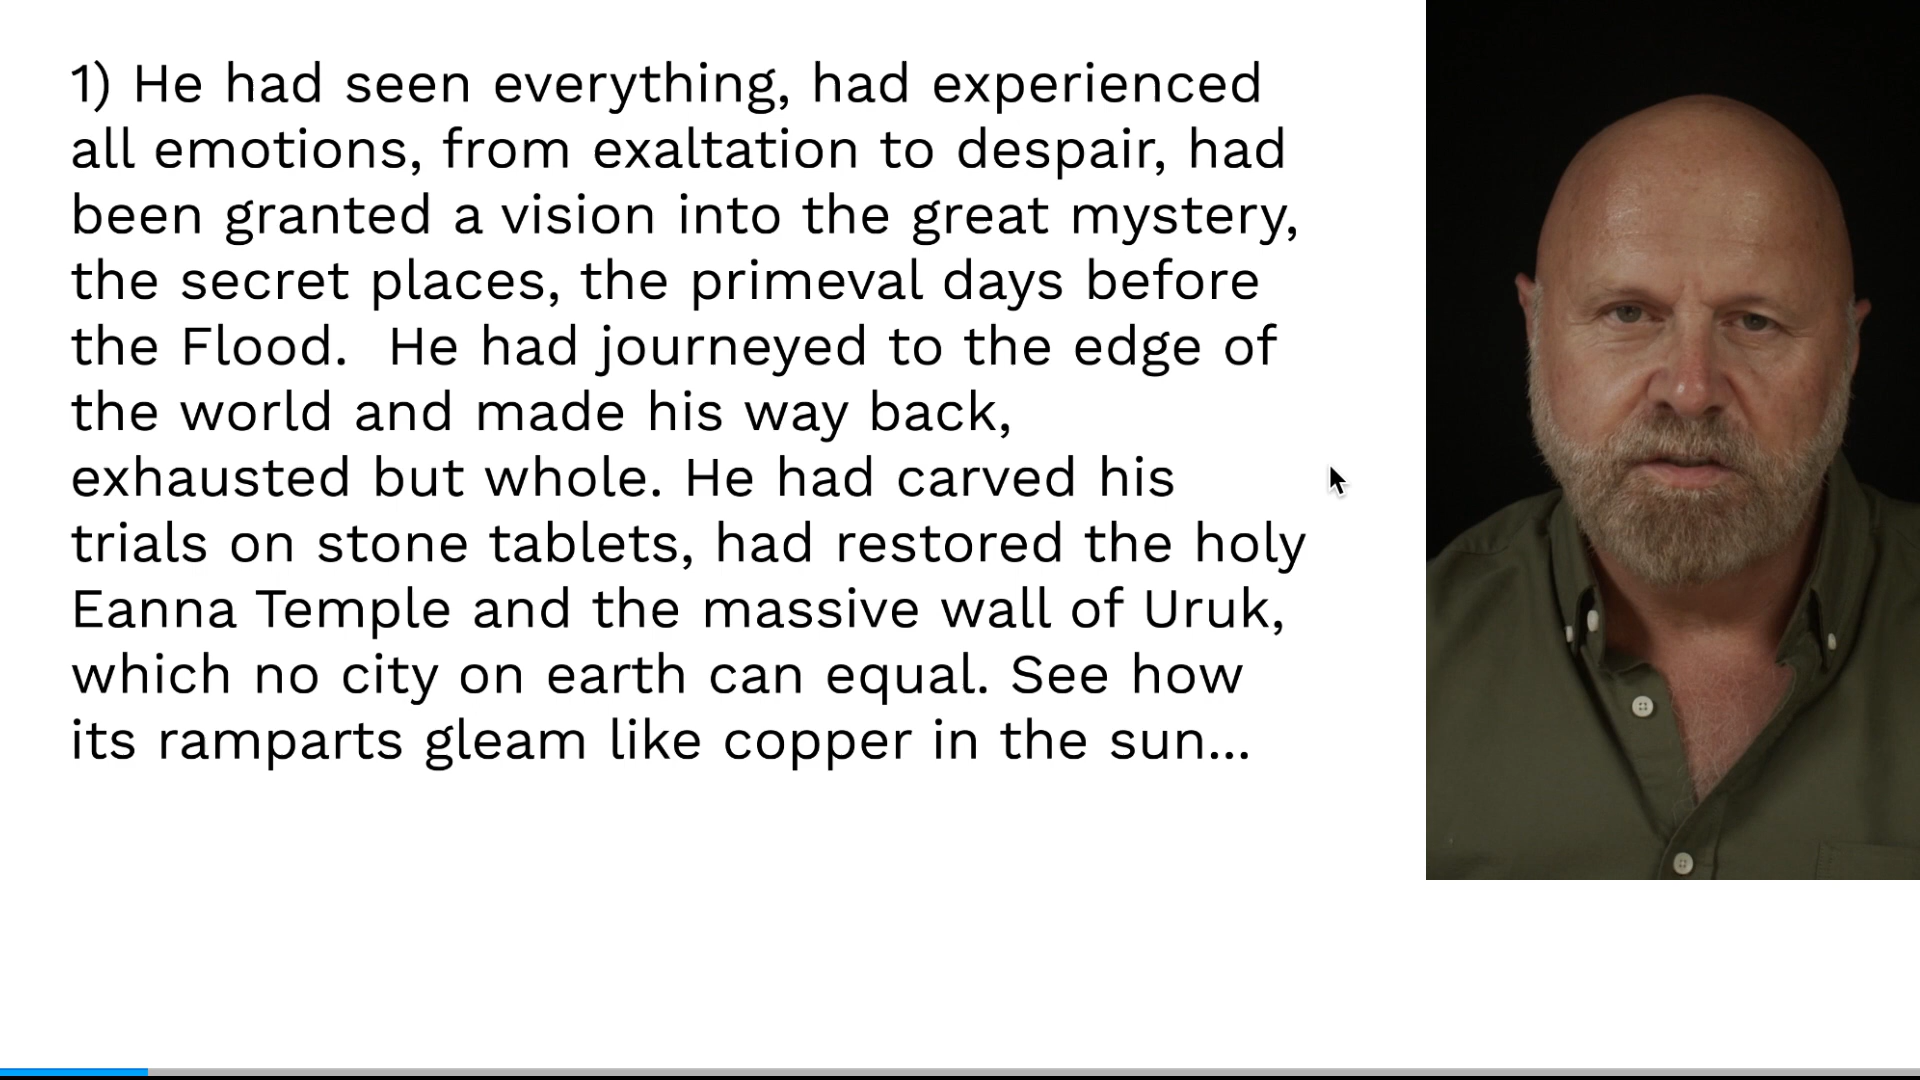 1) He had seen everything, had experienced
all emotions, from exaltation to despair, had
been granted a vision into the great mystery,
the secret places, the primeval days before
the Flood.  He had journeyed to the edge of
the world and made his way back,
exhausted but whole. He had carved his
trials on stone tablets, had restored the holy
Eanna Temple and the massive wall of Uruk,
which no city on earth can equal. See how
its ramparts gleam like copper in the sun...